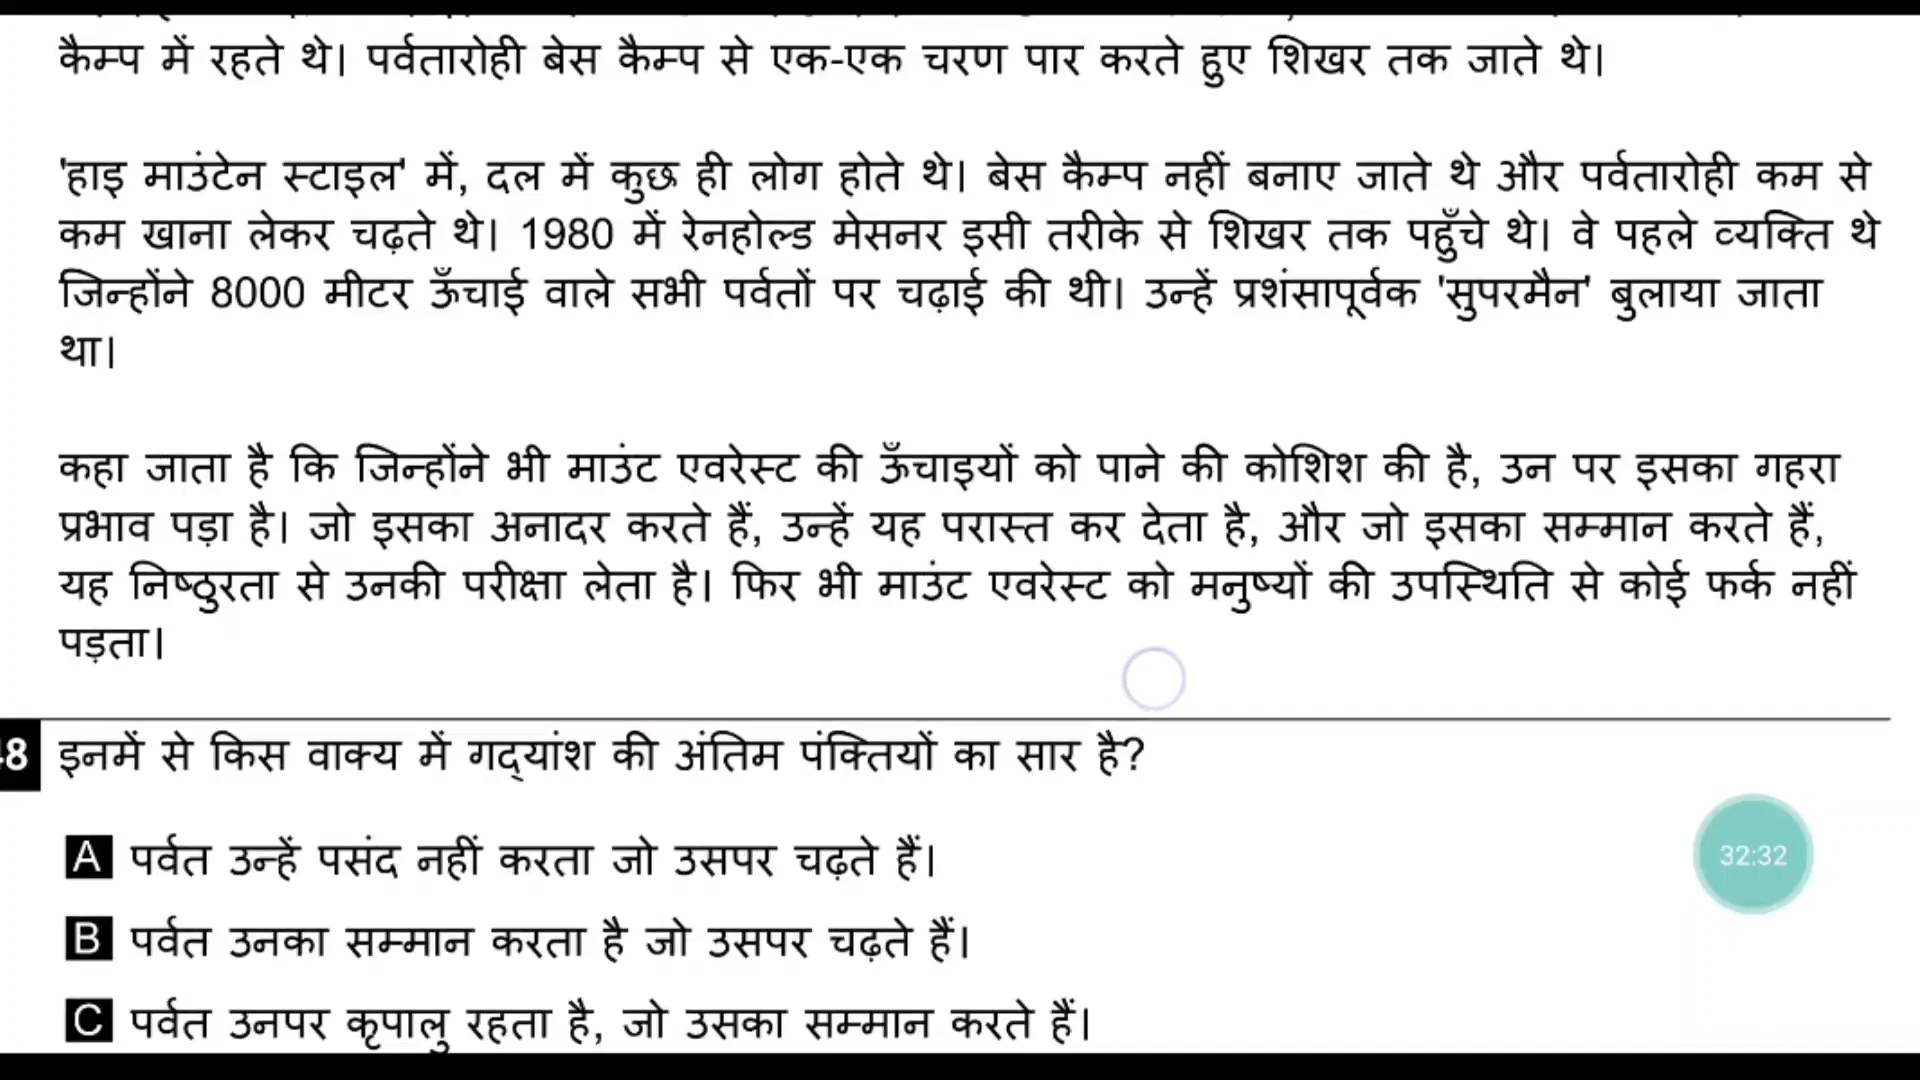 कैम्प में रहते थे। पर्वतारोही बेस कैम्प से एक-एक चरण पार करते हुए शिखर तक जाते थे।
'हाइ माउंटेन स्टाइल' में, दल में कुछ ही लोग होते थे। बेस कैम्प नहीं बनाए जाते थे और पर्वतारोही कम से
कम खाना लेकर चढ़ते थे। 1980 में रेनहोल्ड मेसनर इसी तरीके से शिखर तक पहुँचे थे। वे पहले व्यक्ति थे
जिन्होंने 8000 मीटर ऊँचाई वाले सभी पर्वतों पर चढ़ाई की थी। उन्हें प्रशंसापूर्वक 'सुपरमैन' बुलाया जाता
था।
कहा जाता है कि जिन्होंने भी माउंट एवरेस्ट की ऊँचाइयों को पाने की कोशिश की है, उन पर इसका गहरा
प्रभाव पड़ा है। जो इसका अनादर करते हैं, उन्हें यह परास्त कर देता है, और जो इसका सम्मान करते हैं,
यह निष्ठुरता से उनकी परीक्षा लेता है। फिर भी माउंट एवरेस्ट को मनुष्यों की उपस्थिति से कोई फर्क नहीं
पड़ता।
8 इनमें से किस वाक्य में गद्‌यांश की अंतिम पंक्तियों का सार है?
A पर्वत उन्हें पसंद नहीं करता जो उसपर चढ़ते हैं।
32:32
B पर्वत उनका सम्मान करता है जो उसपर चढ़ते हैं।
C पर्वत उनपर कृपालु रहता है, जो उसका सम्मान करते हैं।